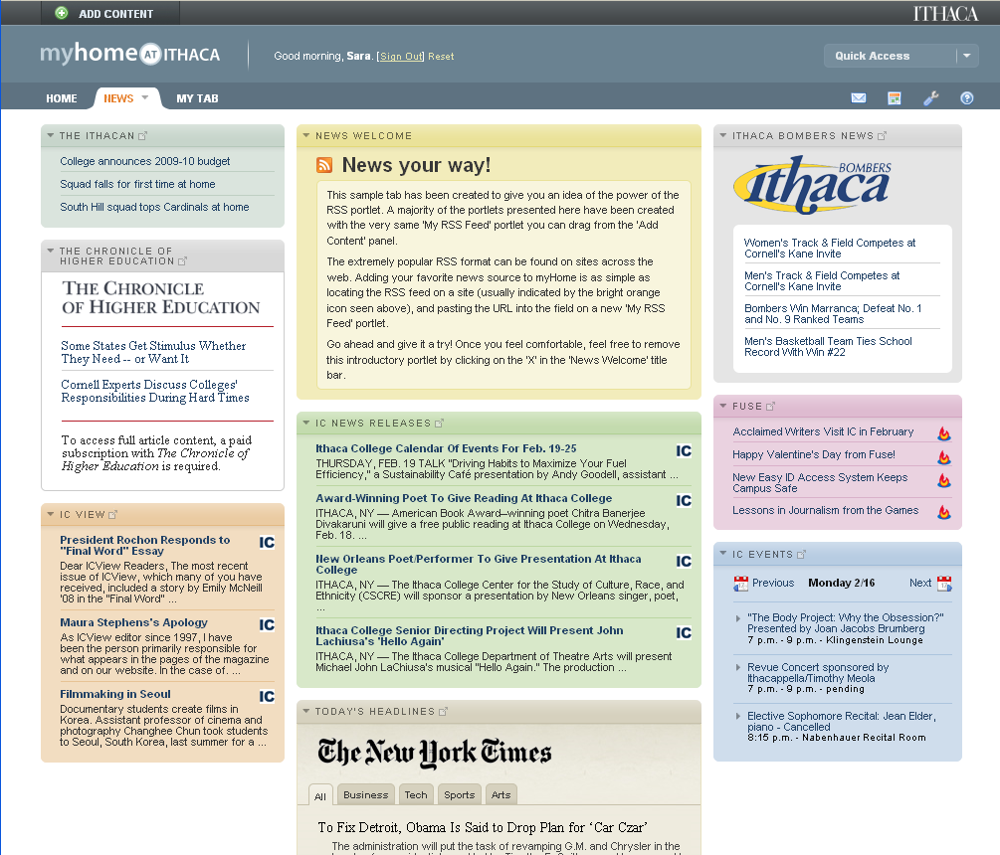 ADD CONTENT
ITHACA
myhome AT ITHACA
Good morning, Sara. [Sign Out] Reset
Quick Access
HOME
NEWS
MY TAB
THE ITHACAN
College announces 2009-10 budget
Squad falls for first time at home
South Hill squad tops Cardinals at home
THE CHRONICLE OF
HIGHER EDUCATION
THE CHRONICLE
OF HIGHER EDUCATION
Some States Get Stimulus Whether
They Need -- or Want It
Cornell Experts Discuss Colleges'
Responsibilities During Hard Times
To access full article content, a paid
subscription with The Chronicle of
Higher Education is required.
IC VIEW
President Rochon Responds to
"Final Word" Essay
IC
Dear ICView Readers, The most recent
issue of ICView, which many of you have
received, included a story by Emily McNeill
'08 in the "Final Word" ...
Maura Stephens's Apology
IC
As ICView editor since 1997, I have
been the person primarily responsible for
what appears in the pages of the magazine
and on our website. In the case of. ...
Filmmaking in Seoul
IC
Documentary students create films in
Korea. Assistant professor of cinema and
photography Changhee Chun took students
to Seoul, South Korea, last summer for a ...
NEWS WELCOME
News your way!
This sample tab has been created to give you an idea of the power of the
RSS portlet. A majority of the portlets presented here have been created
with the very same 'My RSS Feed' portlet you can drag from the 'Add
Content' panel.
The extremely popular RSS format can be found on sites across the
web. Adding your favorite news source to myHome is as simple as
locating the RSS feed on a site (usually indicated by the bright orange
icon seen above), and pasting the URL into the field on a new 'My RSS
Feed' portlet.
Go ahead and give it a try! Once you feel comfortable, feel free to remove
this introductory portlet by clicking on the 'X' in the 'News Welcome' title
bar.
IC NEWS RELEASES
Ithaca College Calendar Of Events For Feb. 19-25
IC
THURSDAY, FEB. 19 TALK "Driving Habits to Maximize Your Fuel
Efficiency," a Sustainability Café presentation by Andy Goodell, assistant ...
Award-Winning Poet To Give Reading At Ithaca College
IC
ITHACA, NY — American Book Award–winning poet Chitra Banerjee
Divakaruni will give a free public reading at Ithaca College on Wednesday,
Feb. 18. ...
New Orleans Poet/Performer To Give Presentation At Ithaca
College
IC
ITHACA, NY — The Ithaca College Center for the Study of Culture, Race, and
Ethnicity (CSCRE) will sponsor a presentation by New Orleans singer, poet,
...
Ithaca College Senior Directing Project Will Present John
Lachiusa's 'Hello Again'
IC
ITHACA, NY — The Ithaca College Department of Theatre Arts will present
Michael John LaChiusa's musical "Hello Again." The production ...
TODAY'S HEADLINES
The New York Times
All
Business
Tech
Sports
Arts
To Fix Detroit, Obama Is Said to Drop Plan for ‘Car Czar’
The administration will put the task of revamping G.M. and Chrysler in the
ITHACA BOMBERS NEWS
Ithaca BOMBERS
Women's Track & Field Competes at
Cornell's Kane Invite
Men's Track & Field Competes at
Cornell's Kane Invite
Bombers Win Marranca; Defeat No. 1
and No. 9 Ranked Teams
Men's Basketball Team Ties School
Record With Win #22
FUSE
Acclaimed Writers Visit IC in February
Happy Valentine's Day from Fuse!
New Easy ID Access System Keeps
Campus Safe
Lessons in Journalism from the Games
IC EVENTS
Previous
Monday 2/16
Next
"The Body Project: Why the Obsession?"
Presented by Joan Jacobs Brumberg
7 p.m. - 9 p.m. - Klingenstein Lounge
Revue Concert sponsored by
Ithacappella/Timothy Meola
7 p.m. - 9 p.m. - pending
Elective Sophomore Recital: Jean Elder,
piano - Cancelled
8:15 p.m. - Nabenhauer Recital Room